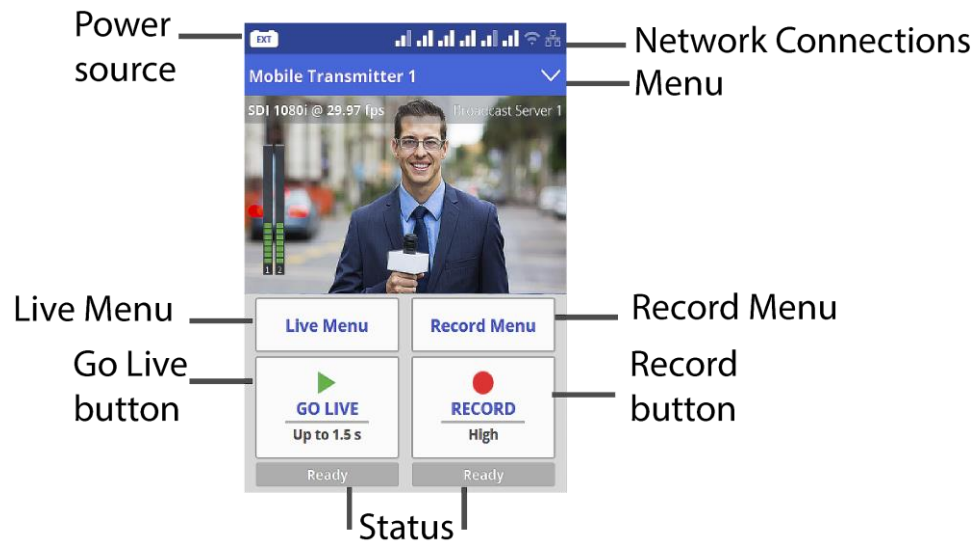 Power
source
EXT
Network Connections
Menu
Mobile Transmitter 1
SDI 1080i @ 29.97 fps
Broadcast Server 1
1 2
Live Menu
Live Menu
Record Menu
Record Menu
Go Live
button
GO LIVE
Up to 1.5 s
RECORD
High
Record
button
Ready
Ready
Status